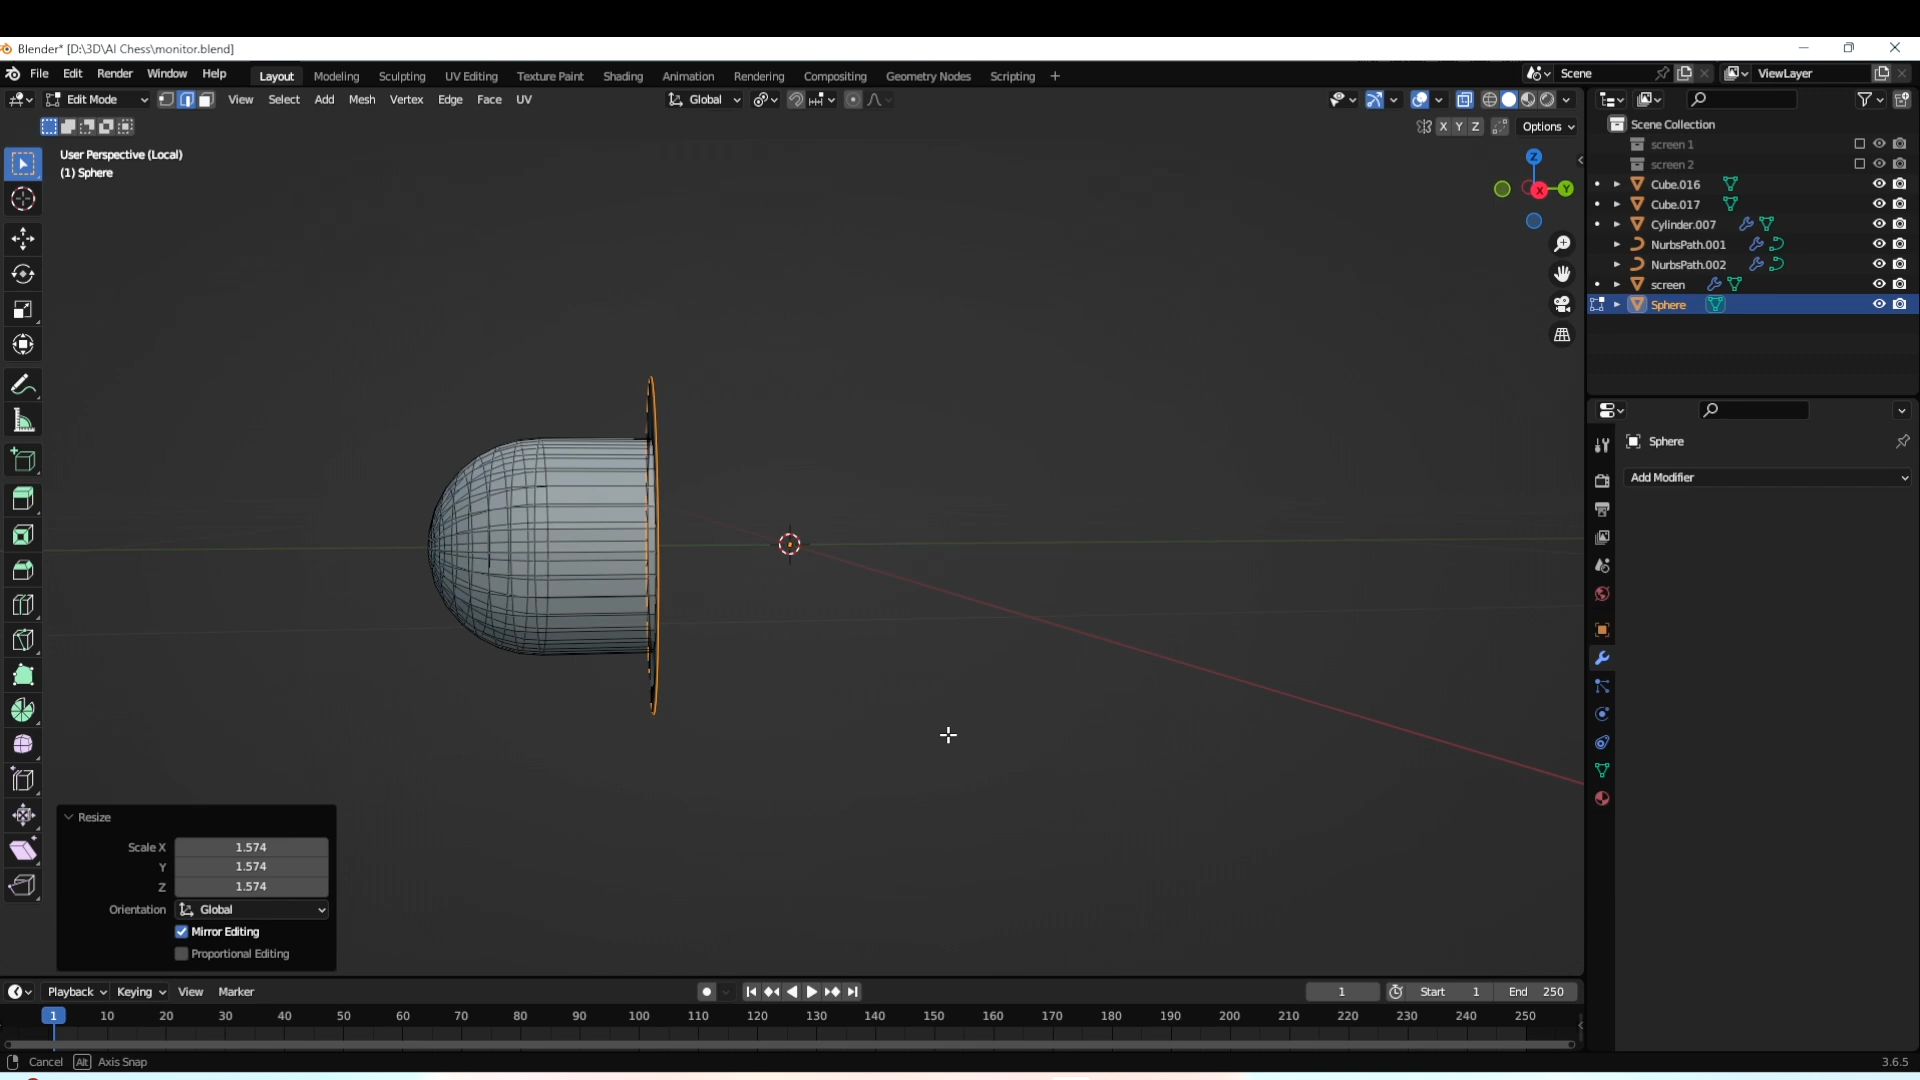 Blender* [D:\3D\AI Chess\monitor.blend]
File Edit Render Window Help Layout Modeling Sculpting UV Editing Texture Paint Shading Animation Rendering Compositing Geometry Nodes Scripting + Scene ViewLayer
Edit Mode View Select Add Mesh Vertex Edge Face UV Global
X Y Z Options
User Perspective (Local)
(1) Sphere
Z
Y
X
Scene Collection
screen 1
screen 2
Cube.016
Cube.017
Cylinder.007
NurbsPath.001
NurbsPath.002
screen
Sphere
Sphere
Add Modifier
Resize
Scale X 1.574
Y 1.574
Z 1.574
Orientation Global
Mirror Editing
Proportional Editing
Playback Keying View Marker 1 Start 1 End 250
1 10 20 30 40 50 60 70 80 90 100 110 120 130 140 150 160 170 180 190 200 210 220 230 240 250
Cancel Alt Axis Snap 3.6.5